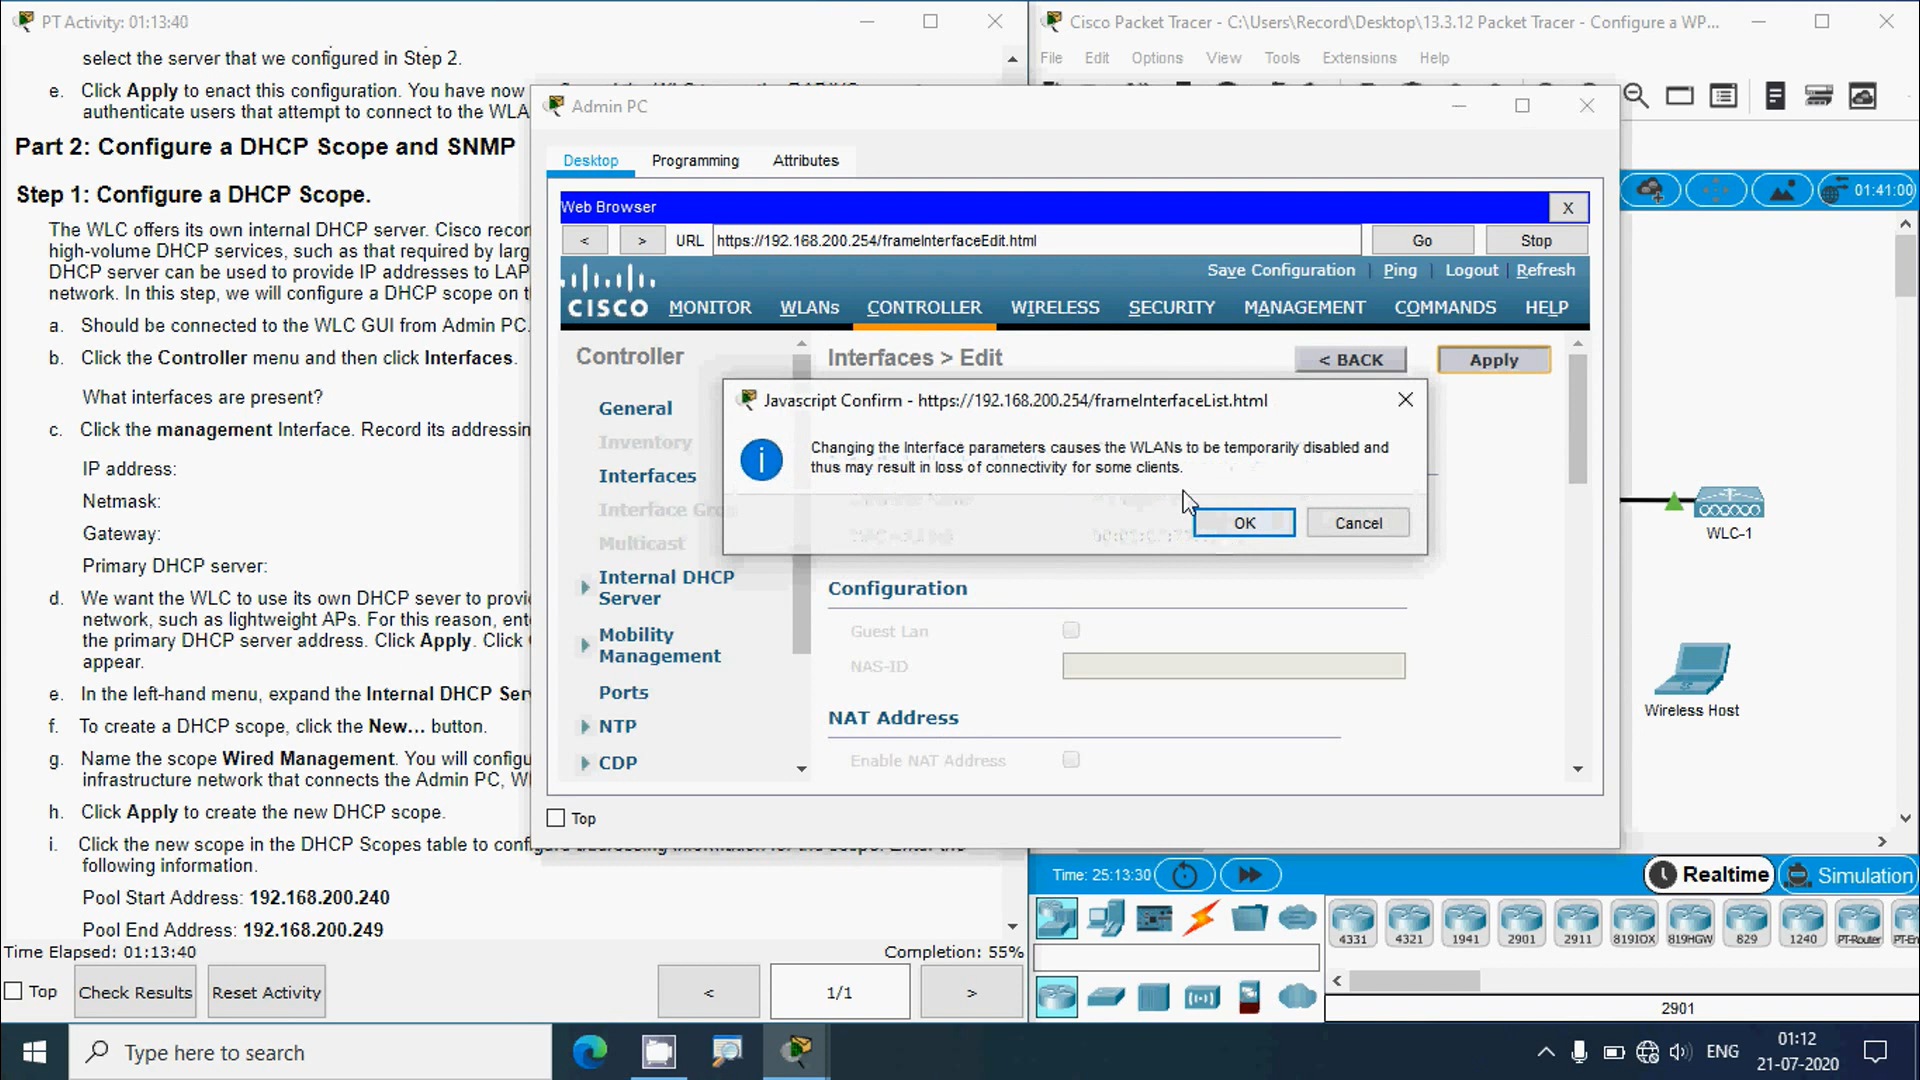 PT Activity: 01:13:40
select the server that we configured in Step 2.
e. Click Apply to enact this configuration. You have now
authenticate users that attempt to connect to the WLA
Part 2: Configure a DHCP Scope and SNMP
Step 1: Configure a DHCP Scope.
The WLC offers its own internal DHCP server. Cisco recor
high-volume DHCP services, such as that required by larg
DHCP server can be used to provide IP addresses to LAP
network. In this step, we will configure a DHCP scope on t
a. Should be connected to the WLC GUI from Admin PC.
b. Click the Controller menu and then click Interfaces.
What interfaces are present?
c. Click the management Interface. Record its addressin
IP address:
Netmask:
Gateway:
Primary DHCP server:
d. We want the WLC to use its own DHCP sever to provi
network, such as lightweight APs. For this reason, ent
the primary DHCP server address. Click Apply. Click
appear.
e. In the left-hand menu, expand the Internal DHCP Ser
f. To create a DHCP scope, click the New... button.
g. Name the scope Wired Management. You will configu
infrastructure network that connects the Admin PC, W
h. Click Apply to create the new DHCP scope.
i. Click the new scope in the DHCP Scopes table to
following information.
Pool Start Address: 192.168.200.240
Pool End Address: 192.168.200.249
Time Elapsed: 01:13:40
Completion: 55%
Top
Check Results
Reset Activity
<
1/1
>
Cisco Packet Tracer - C:\Users\Record\Desktop\13.3.12 Packet Tracer - Configure a WP...
File Edit Options View Tools Extensions Help
01:41:00
Admin PC
Desktop Programming Attributes
Web Browser
X
< > URL https://192.168.200.254/frameInterfaceEdit.html Go Stop
Save Configuration Ping Logout Refresh
CISCO MONITOR WLANs CONTROLLER WIRELESS SECURITY MANAGEMENT COMMANDS HELP
Controller
General
Inventory
Interfaces
Interface Gro
Multicast
Internal DHCP
Server
Mobility
Management
Ports
NTP
CDP
Interfaces > Edit
< BACK
Apply
Javascript Confirm - https://192.168.200.254/frameInterfaceList.html
Changing the Interface parameters causes the WLANs to be temporarily disabled and
thus may result in loss of connectivity for some clients.
OK Cancel
Configuration
Guest Lan
NAS-ID
NAT Address
Enable NAT Address
Top
WLC-1
Wireless Host
Time: 25:13:30
Realtime
Simulation
4331 4321 1941 2901 2911 819IOX 819HGW 829 1240 PT-Router PT-En
<
2901
Type here to search
ENG
01:12
21-07-2020